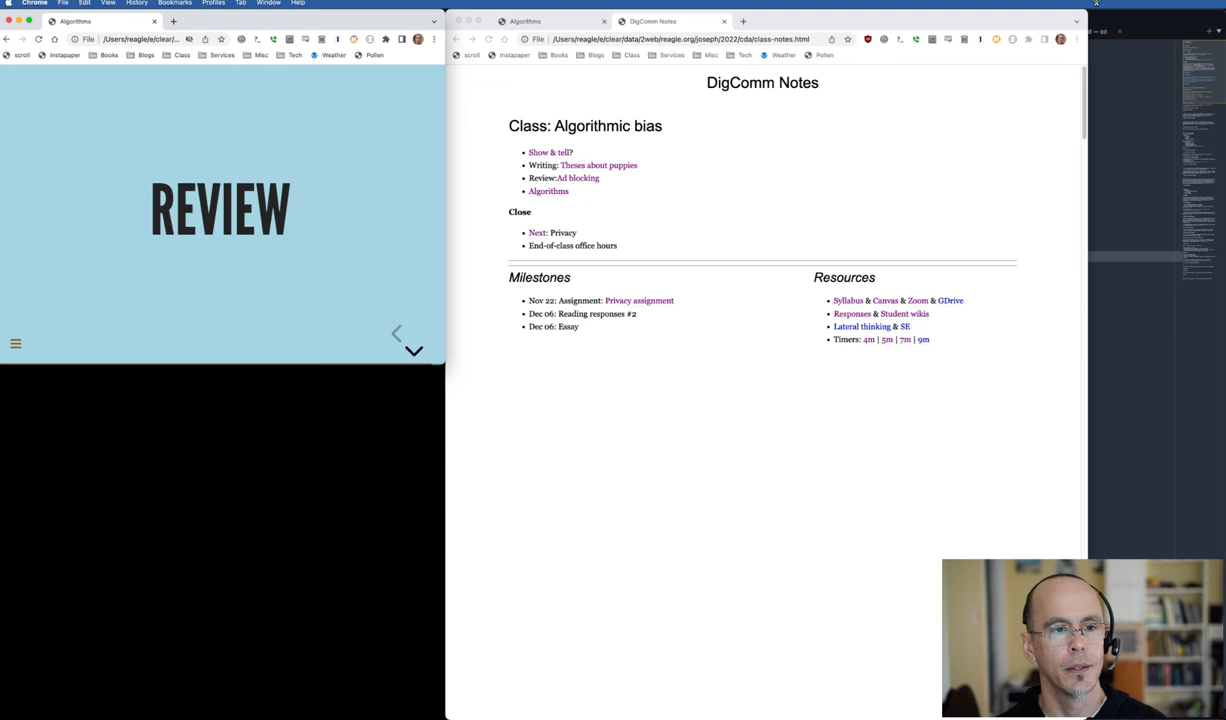 Chrome File Edit View History Bookmarks Profiles Tab Window Help
Algorithms
File /Users/reagle/e/clear/...
scroll Instapaper Books Blogs Class Services Misc Tech Weather Pollen
REVIEW
Algorithms DigComm Notes
File /Users/reagle/e/clear/data/2web/reagle.org/joseph/2022/cda/class-notes.html
scroll Instapaper Books Blogs Class Services Misc Tech Weather Pollen
DigComm Notes
Class: Algorithmic bias
• Show & tell?
• Writing: Theses about puppies
• Review:Ad blocking
• Algorithms
Close
• Next: Privacy
• End-of-class office hours
Milestones
• Nov 22: Assignment: Privacy assignment
• Dec 06: Reading responses #2
• Dec 06: Essay
Resources
• Syllabus & Canvas & Zoom & GDrive
• Responses & Student wikis
• Lateral thinking & SE
• Timers: 4m | 5m | 7m | 9m